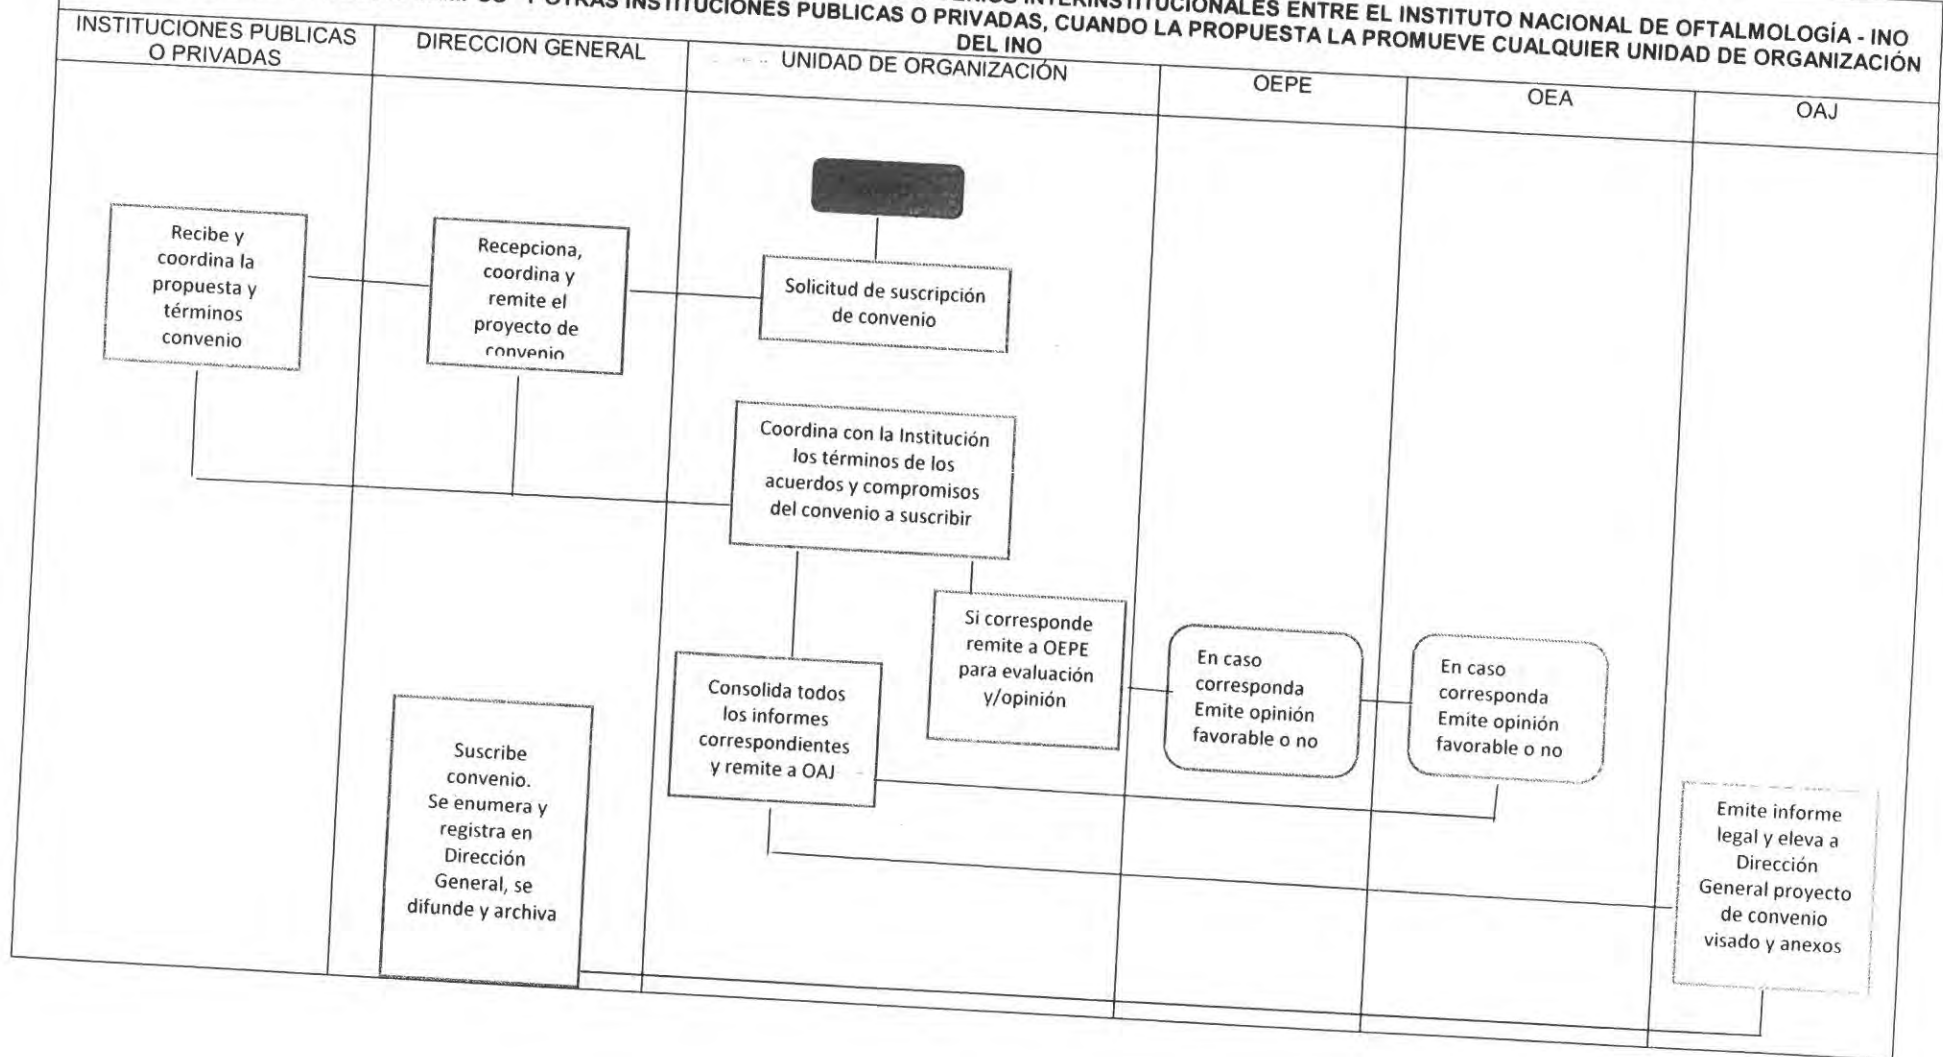 INTERINSTITUCIONALES ENTRE EL INSTITUTO NACIONAL DE OFTALMOLOGÍA - INO
Y OTRAS INSTITUCIONES PUBLICAS O PRIVADAS, CUANDO LA PROPUESTA LA PROMUEVE CUALQUIER UNIDAD DE ORGANIZACIÓN
DEL INO
INSTITUCIONES PUBLICAS
O PRIVADAS
DIRECCION GENERAL
UNIDAD DE ORGANIZACIÓN
OEPE
OEA
OAJ
Recibe y
coordina la
propuesta y
términos
convenio
Recepciona,
coordina y
remite el
proyecto de
convenio
Solicitud de suscripción
de convenio
Coordina con la Institución
los términos de los
acuerdos y compromisos
del convenio a suscribir
Si corresponde
remite a OEPE
para evaluación
y/opinión
En caso
corresponda
Emite opinión
favorable o no
En caso
corresponda
Emite opinión
favorable o no
Consolida todos
los informes
correspondientes
y remite a OAJ
Suscribe
convenio.
Se enumera y
registra en
Dirección
General, se
difunde y archiva
Emite informe
legal y eleva a
Dirección
General proyecto
de convenio
visado y anexos